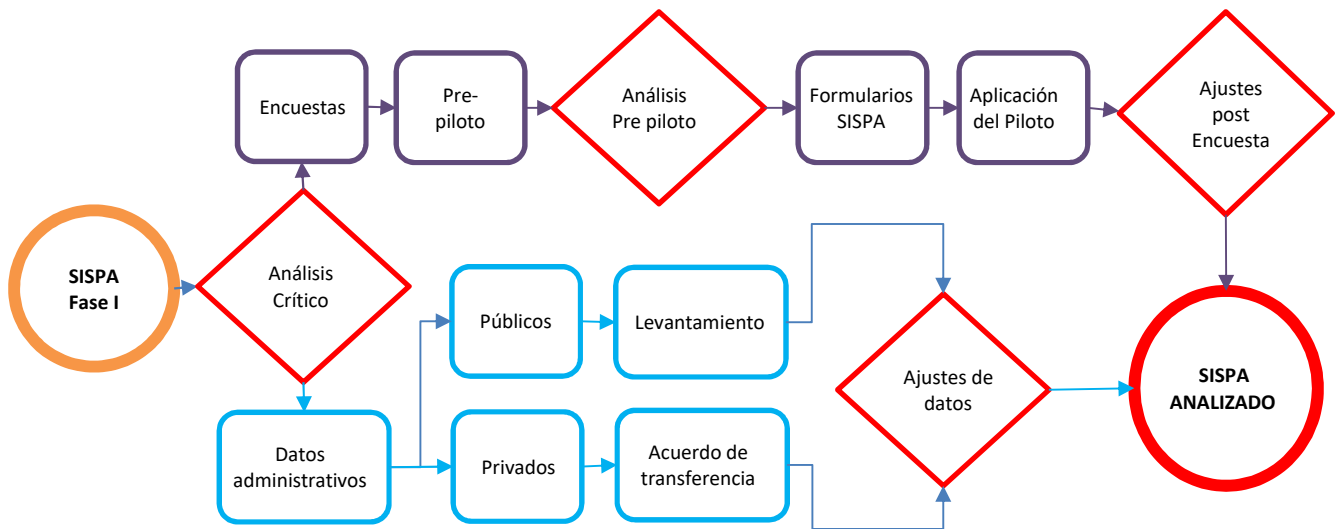 Encuestas
Pre-
piloto
Análisis
Pre piloto
Formularios
SISPA
Aplicación
del Piloto
Ajustes
post
Encuesta
SISPA
Fase I
Análisis
Crítico
Públicos
Levantamiento
Ajustes de
datos
SISPA
ANALIZADO
Datos
administrativos
Privados
Acuerdo de
transferencia